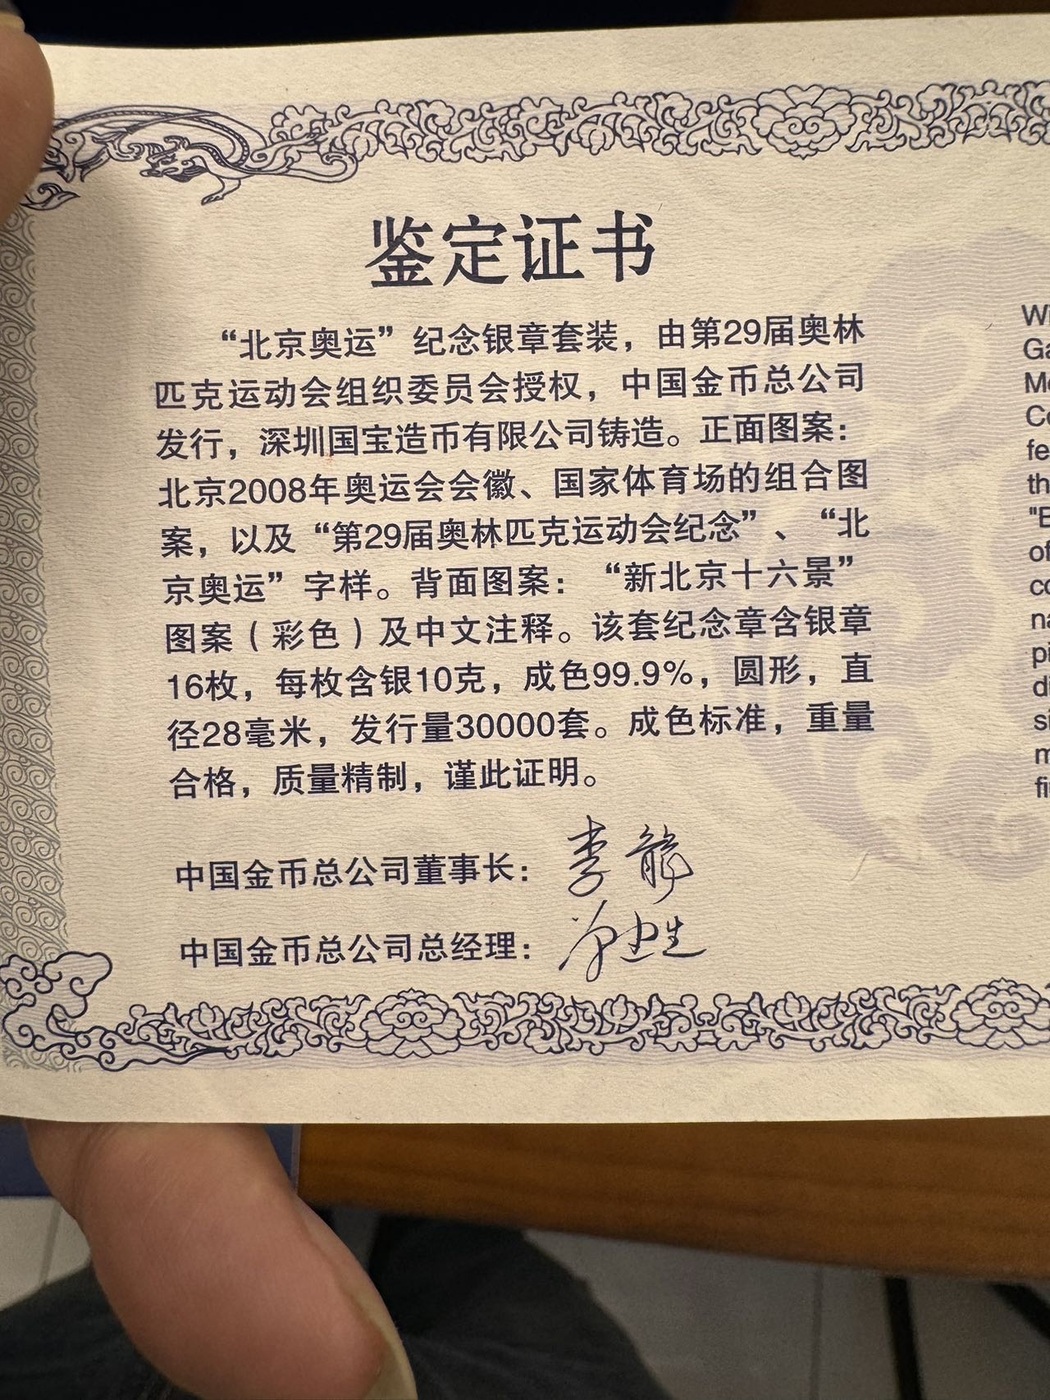 鉴定证书
“北京奥运”纪念银章套装，由第29届奥林
匹克运动会组织委员会授权，中国金币总公司
发行，深圳国宝造币有限公司铸造。正面图案：
北京2008年奥运会会徽、国家体育场的组合图
案，以及“第29届奥林匹克运动会纪念”、“北
京奥运”字样。背面图案：“新北京十六景”
图案（彩色）及中文注释。该套纪念章含银章
16枚，每枚含银10克，成色99.9%，圆形，直
径28毫米，发行量30000套。成色标准，重量
合格，质量精制，谨此证明。
中国金币总公司董事长：
中国金币总公司总经理：